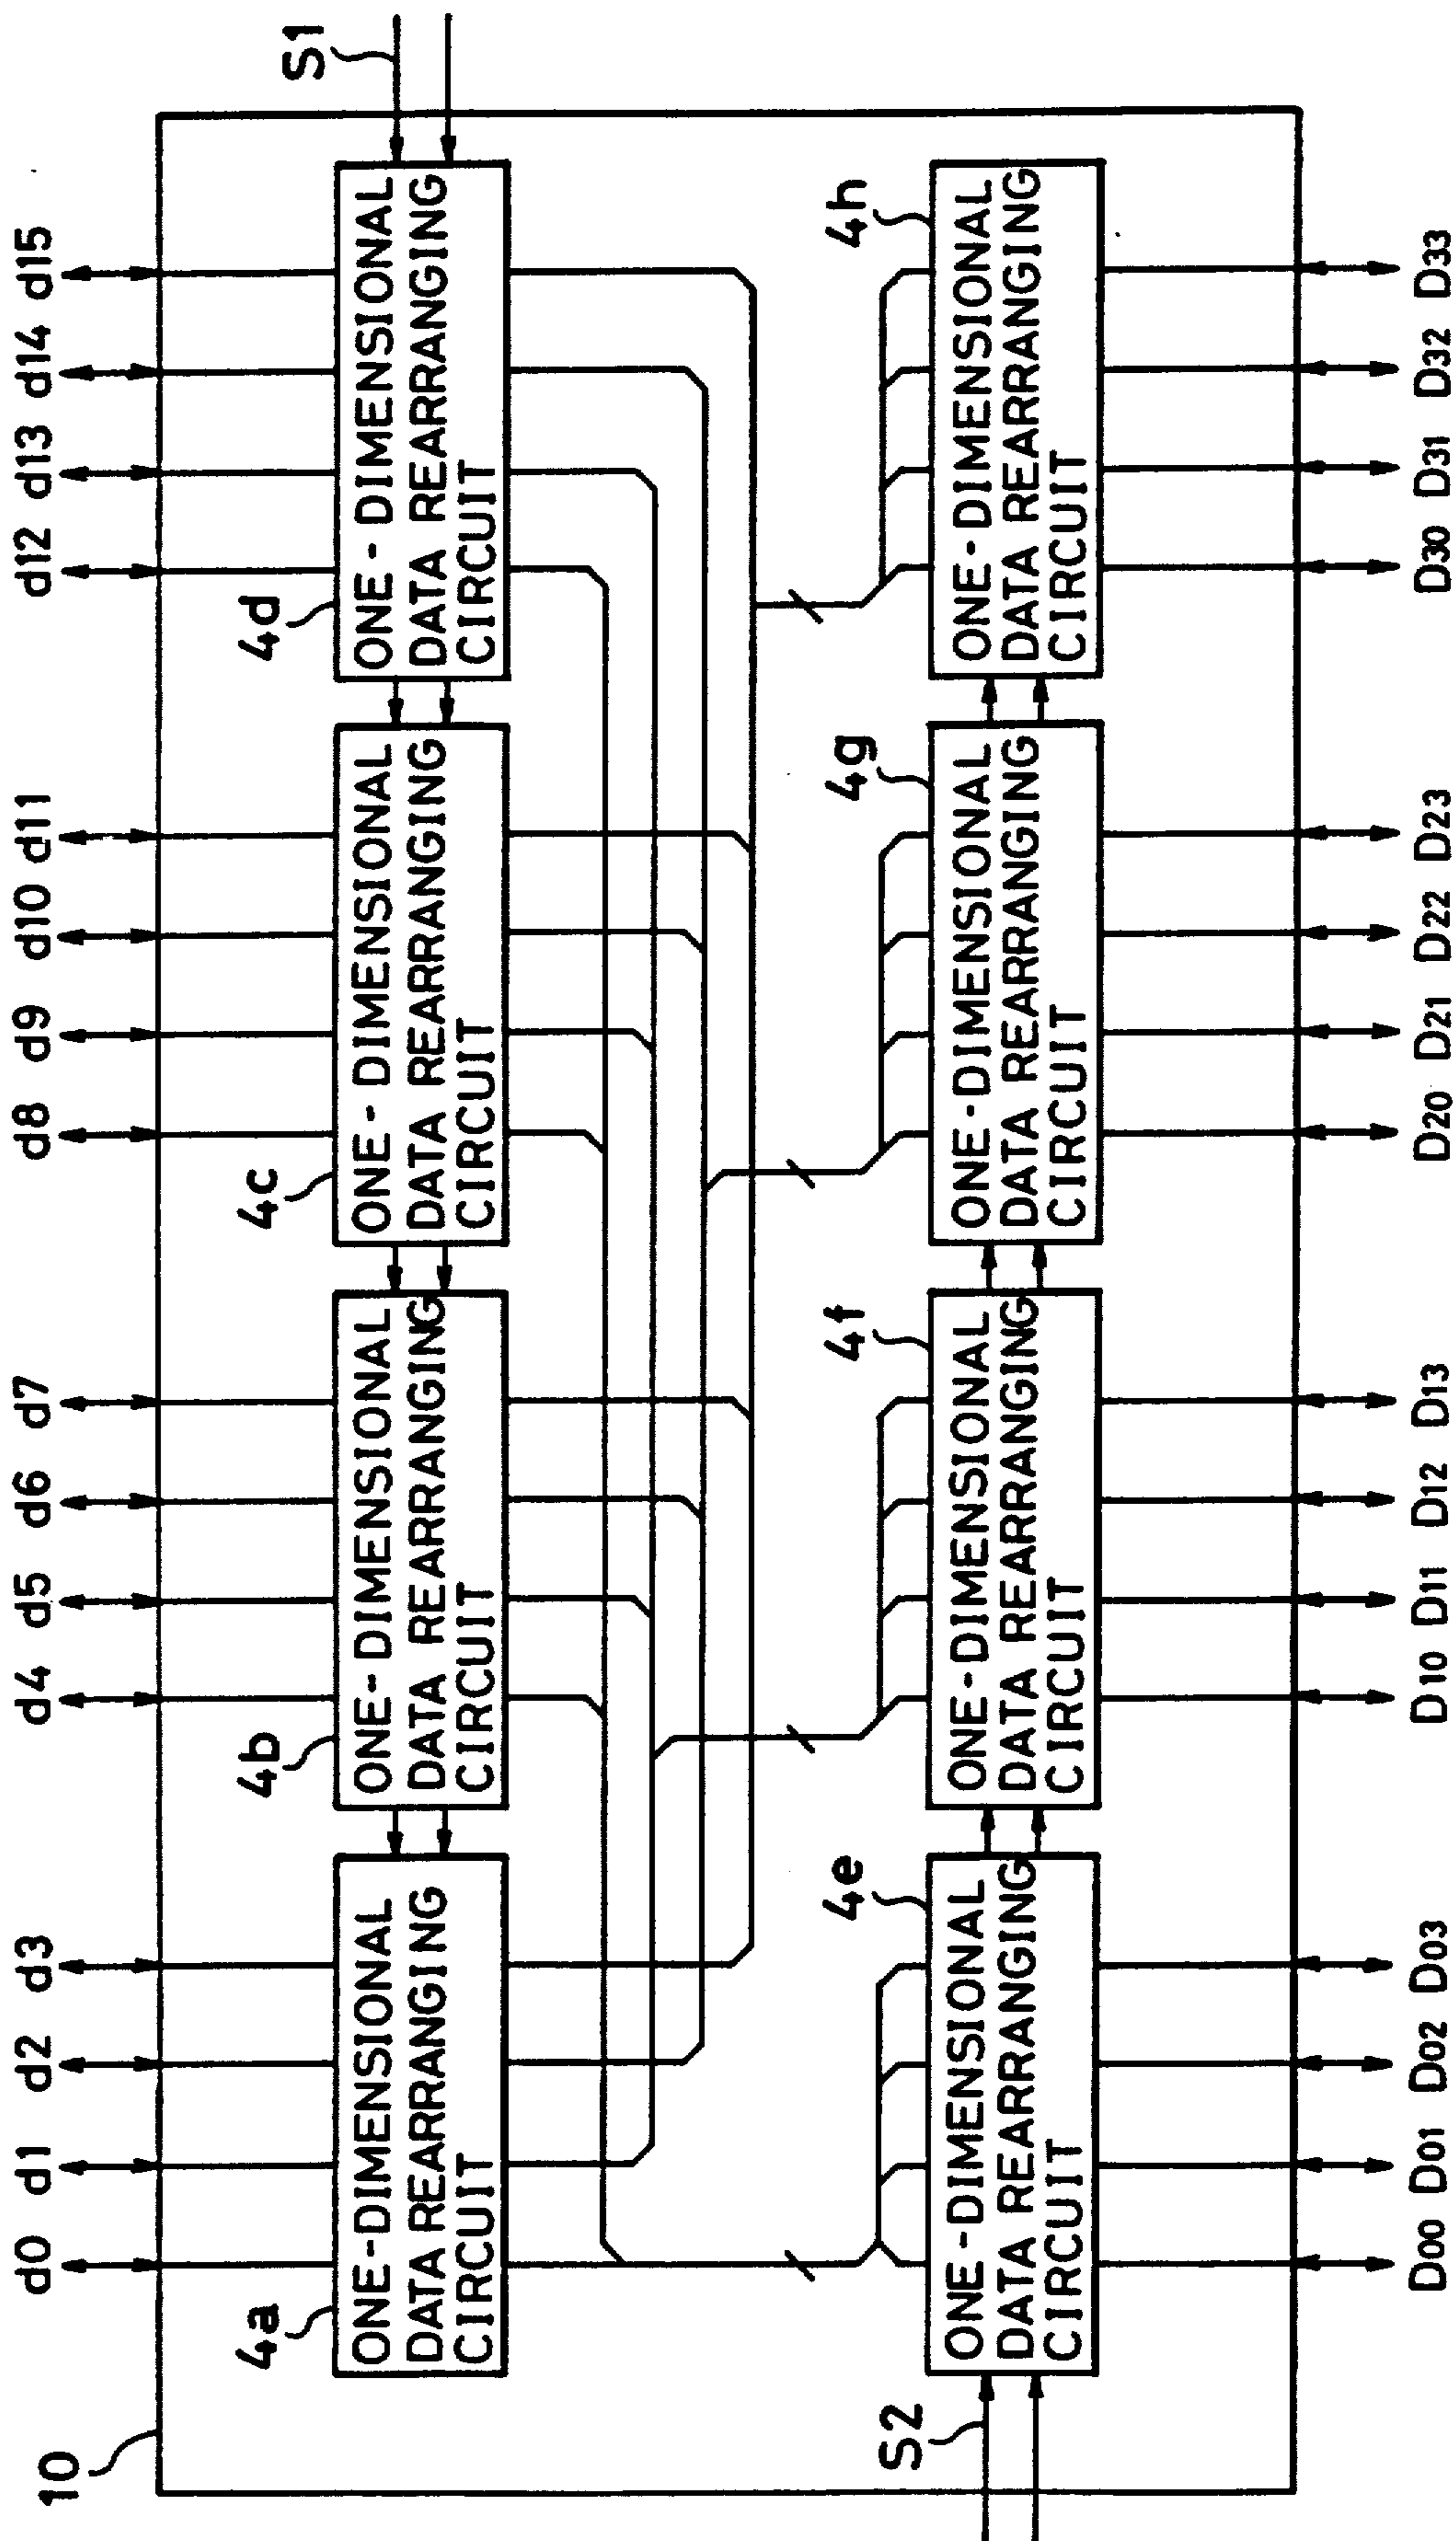 10
d0 d1 d2 d3 d4 d5 d6 d7 d8 d9 d10 d11 d12 d13 d14 d15
S1
4a
4b
4c
4d
ONE-DIMENSIONAL
DATA REARRANGING
CIRCUIT
ONE-DIMENSIONAL
DATA REARRANGING
CIRCUIT
ONE-DIMENSIONAL
DATA REARRANGING
CIRCUIT
ONE-DIMENSIONAL
DATA REARRANGING
CIRCUIT
4e
4f
4g
4h
S2
ONE-DIMENSIONAL
DATA REARRANGING
CIRCUIT
ONE-DIMENSIONAL
DATA REARRANGING
CIRCUIT
ONE-DIMENSIONAL
DATA REARRANGING
CIRCUIT
ONE-DIMENSIONAL
DATA REARRANGING
CIRCUIT
D00 D01 D02 D03 D10 D11 D12 D13 D20 D21 D22 D23 D30 D31 D32 D33